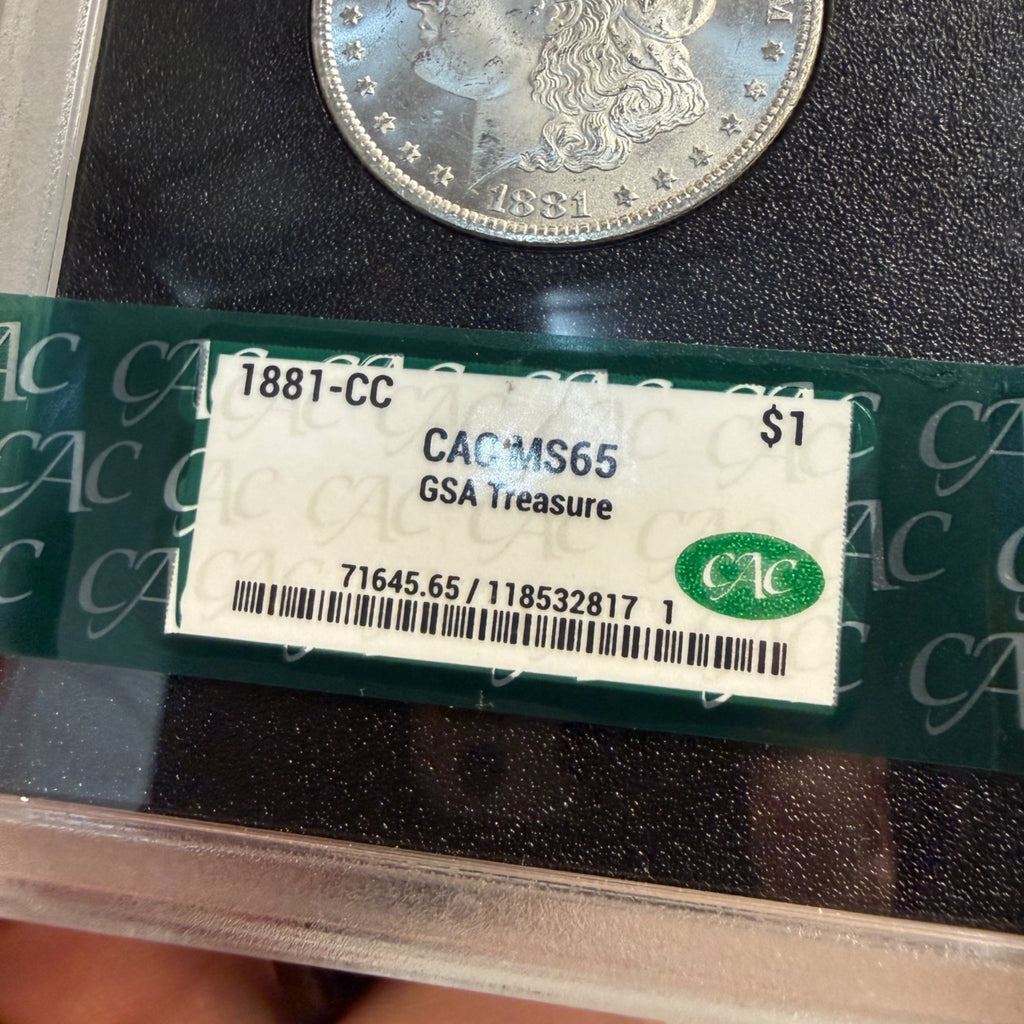 M
1881
1881-CC
$1
CAC MS65
GSA Treasure
71645.65 / 118532817 1
CAC